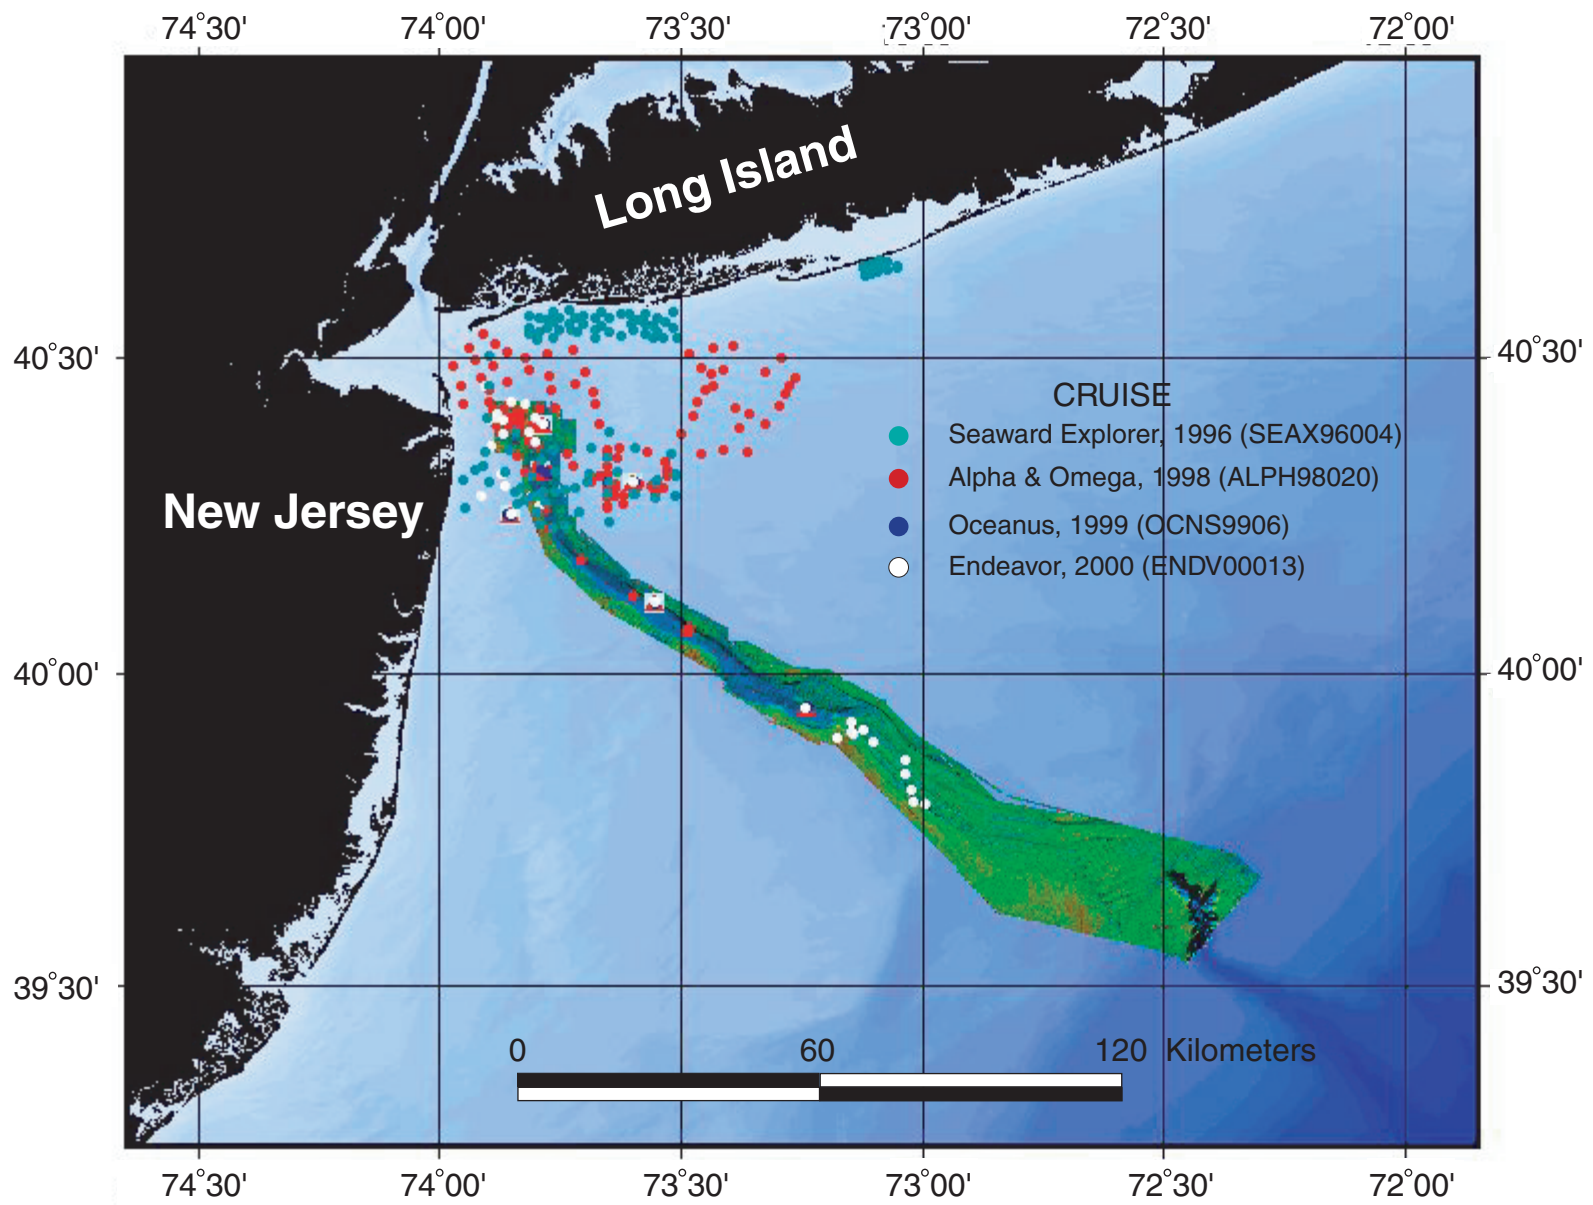 74°30' 74°00' 73°30' 73°00' 72°30' 72°00'
Long Island
40°30' 40°30'
CRUISE
Seaward Explorer, 1996 (SEAX96004)
Alpha & Omega, 1998 (ALPH98020)
New Jersey
Oceanus, 1999 (OCNS9906)
Endeavor, 2000 (ENDV00013)
40°00' 40°00'
39°30' 39°30'
0 60 120 Kilometers
74°30' 74°00' 73°30' 73°00' 72°30' 72°00'